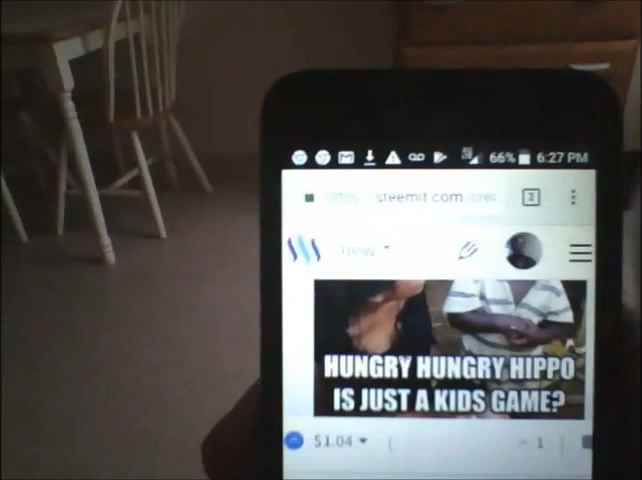 66% 6:27 PM
steemit.com
2
new
HUNGRY HUNGRY HIPPO
IS JUST A KIDS GAME?
$1.04 1